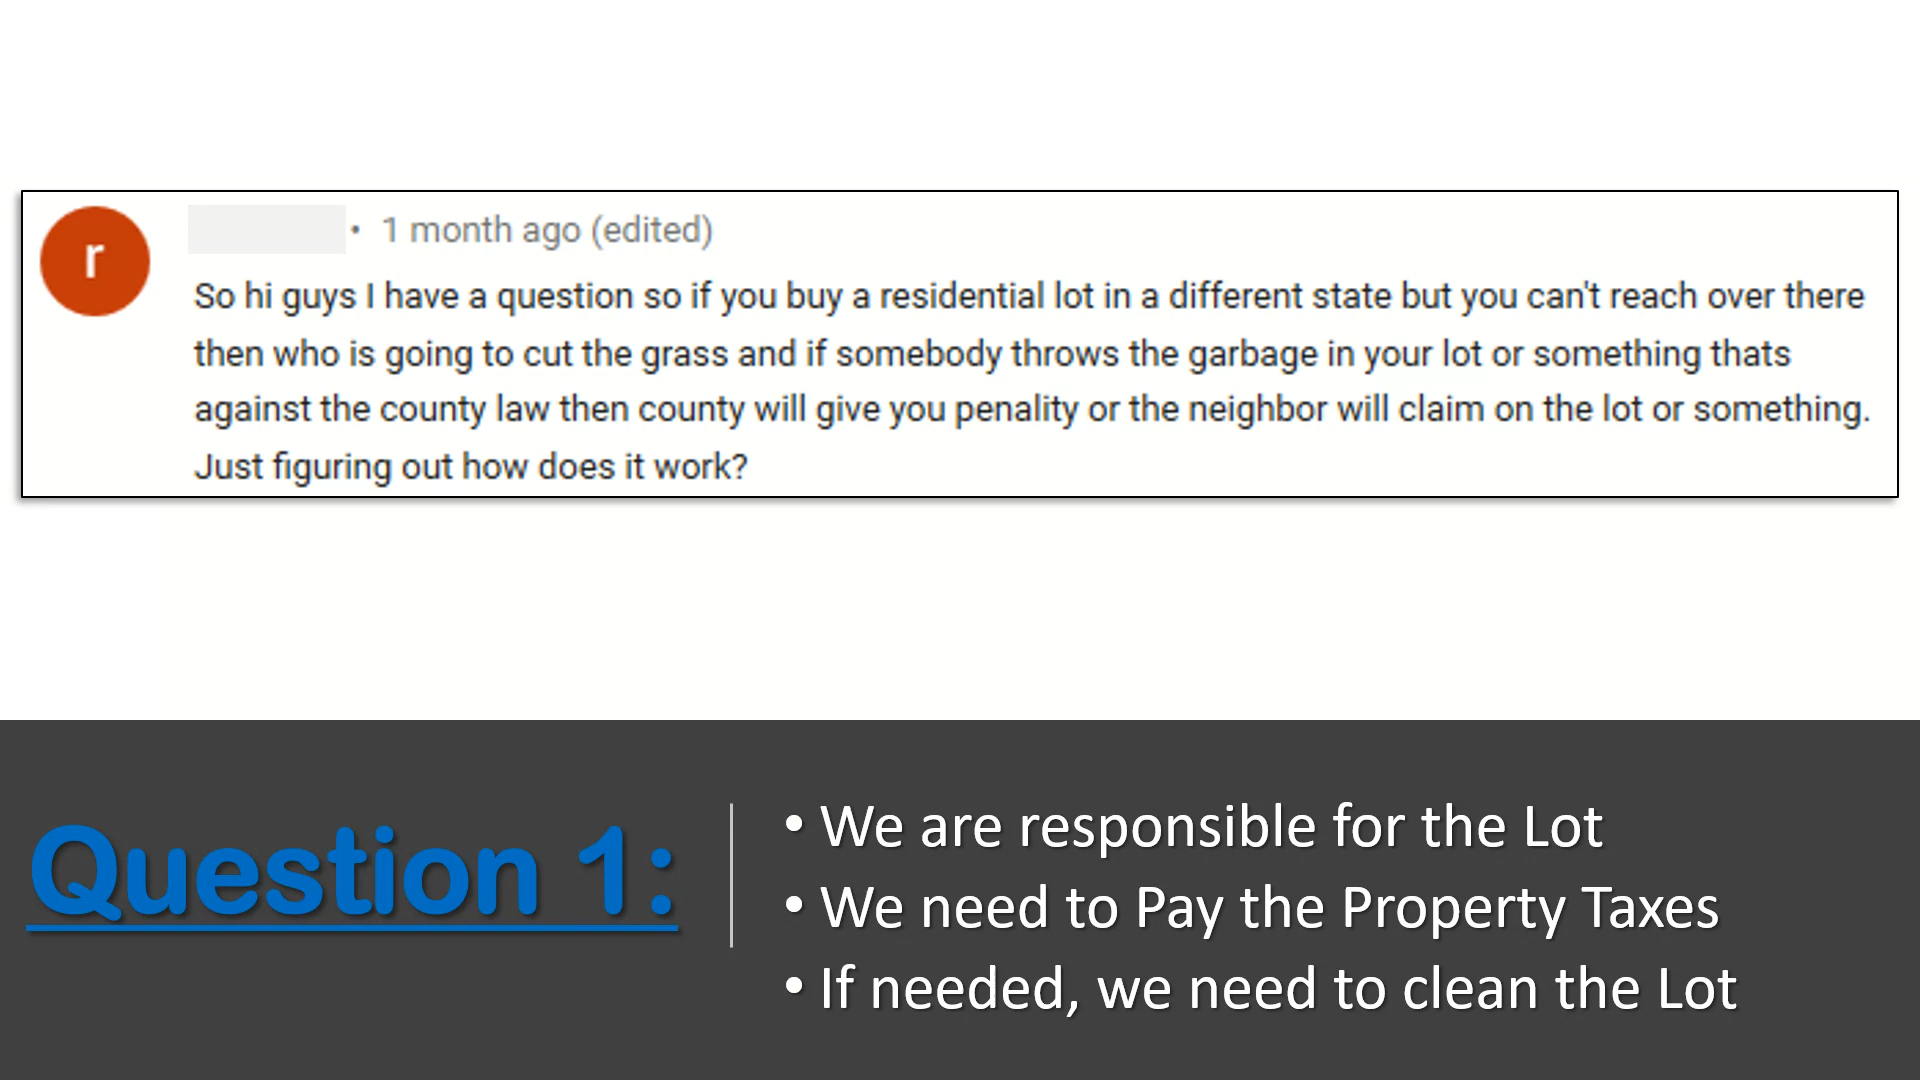 r
• 1 month ago (edited)
So hi guys I have a question so if you buy a residential lot in a different state but you can't reach over there
then who is going to cut the grass and if somebody throws the garbage in your lot or something thats
against the county law then county will give you penality or the neighbor will claim on the lot or something.
Just figuring out how does it work?
Question 1:
• We are responsible for the Lot
• We need to Pay the Property Taxes
• If needed, we need to clean the Lot